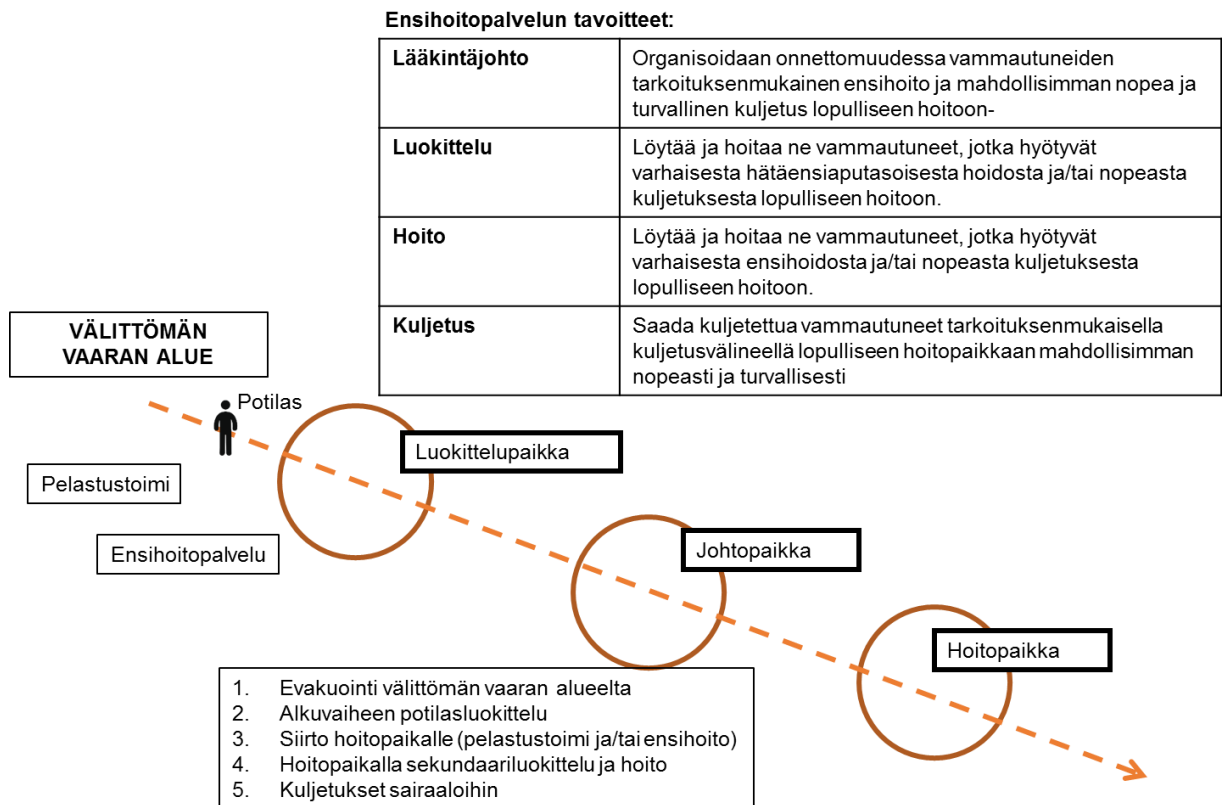 Ensihoitopalvelun tavoitteet:
Lääkintäjohto
Organisoidaan onnettomuudessa vammautuneiden
tarkoituksenmukainen ensihoito ja mahdollisimman nopea ja
turvallinen kuljetus lopulliseen hoitoon-
Luokittelu
Löytää ja hoitaa ne vammautuneet, jotka hyötyvät
varhaisesta hätäensiaputasoisesta hoidosta ja/tai nopeasta
kuljetuksesta lopulliseen hoitoon.
Hoito
Löytää ja hoitaa ne vammautuneet, jotka hyötyvät
varhaisesta ensihoidosta ja/tai nopeasta kuljetuksesta
lopulliseen hoitoon.
Kuljetus
Saada kuljetettua vammautuneet tarkoituksenmukaisella
kuljetusvälineellä lopulliseen hoitopaikkaan mahdollisimman
nopeasti ja turvallisesti
VÄLITTÖMÄN
VAARAN ALUE
Potilas
Luokittelupaikka
Pelastustoimi
Ensihoitopalvelu
Johtopaikka
Hoitopaikka
1. Evakuointi välittömän vaaran alueelta
2. Alkuvaiheen potilasluokittelu
3. Siirto hoitopaikalle (pelastustoimi ja/tai ensihoito)
4. Hoitopaikalla sekundaariluokittelu ja hoito
5. Kuljetukset sairaaloihin